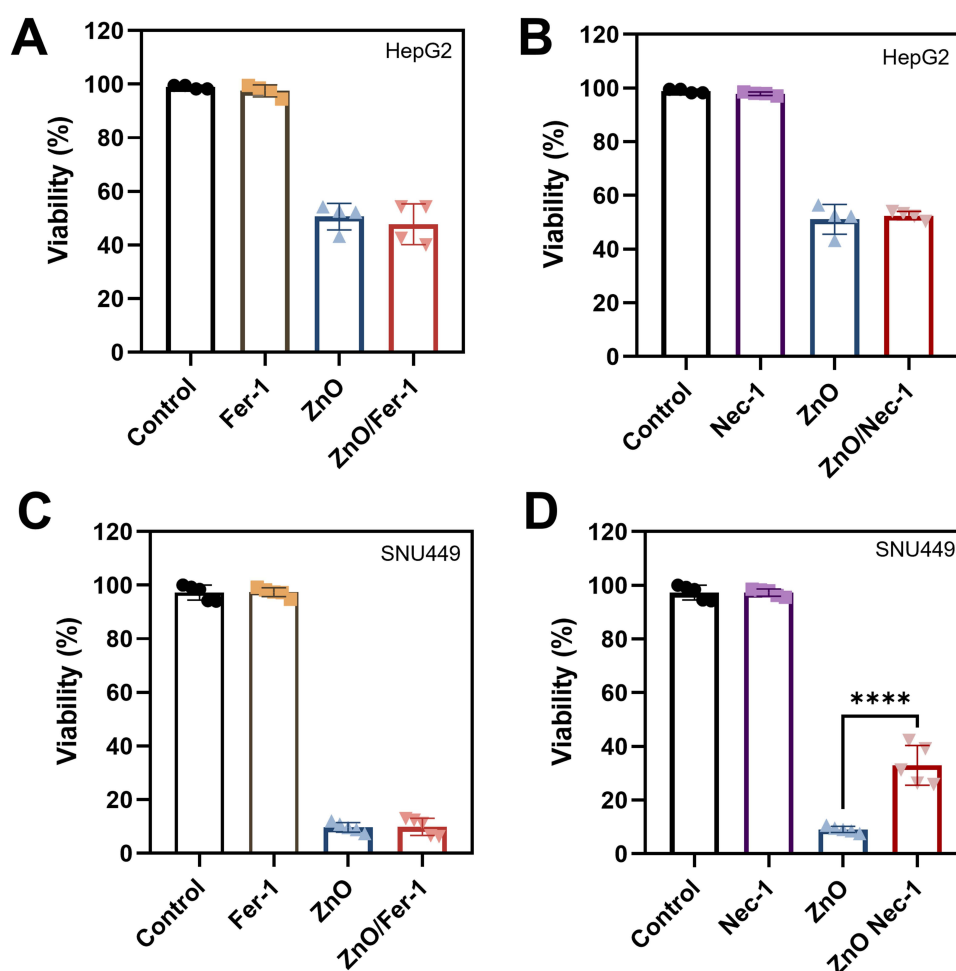 A
HepG2
Viability (%)
120
100
80
60
40
20
0
Control
Fer-1
ZnO
ZnO/Fer-1
B
HepG2
Viability (%)
120
100
80
60
40
20
0
Control
Nec-1
ZnO
ZnO/Nec-1
C
SNU449
Viability (%)
120
100
80
60
40
20
0
Control
Fer-1
ZnO
ZnO/Fer-1
D
SNU449
Viability (%)
120
100
80
60
40
20
0
****
Control
Nec-1
ZnO
ZnO Nec-1